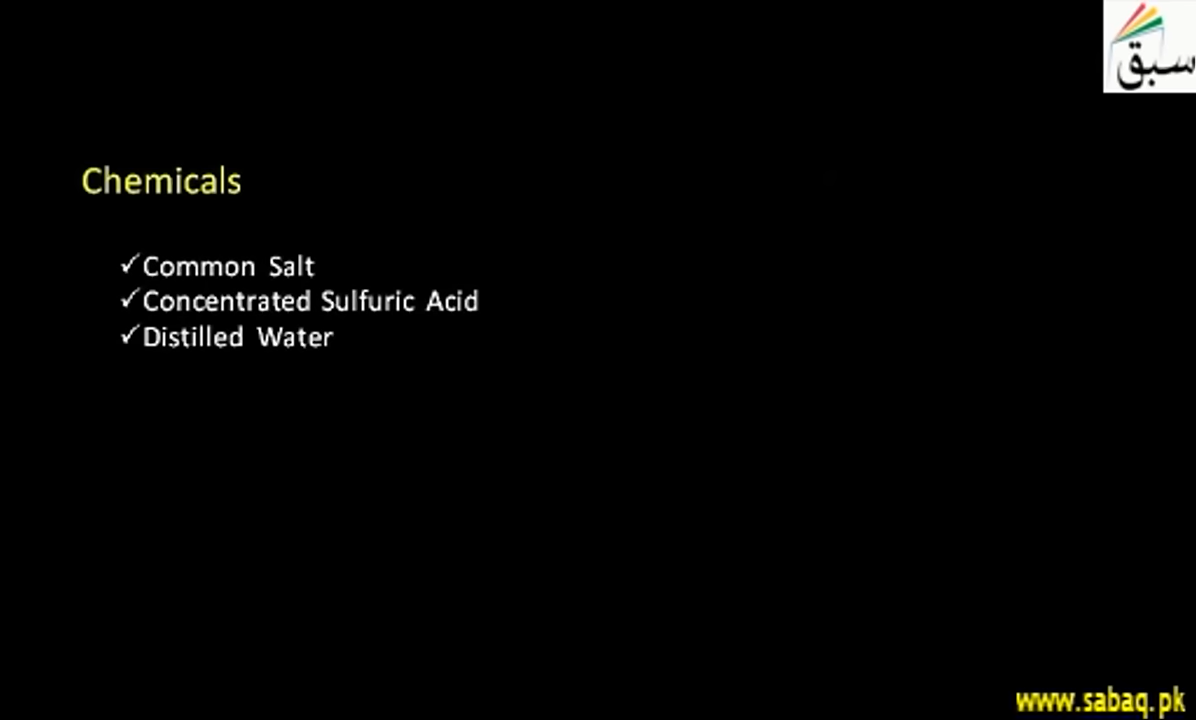 سبق
Chemicals
✓Common Salt
✓Concentrated Sulfuric Acid
✓Distilled Water
www.sabaq.pk